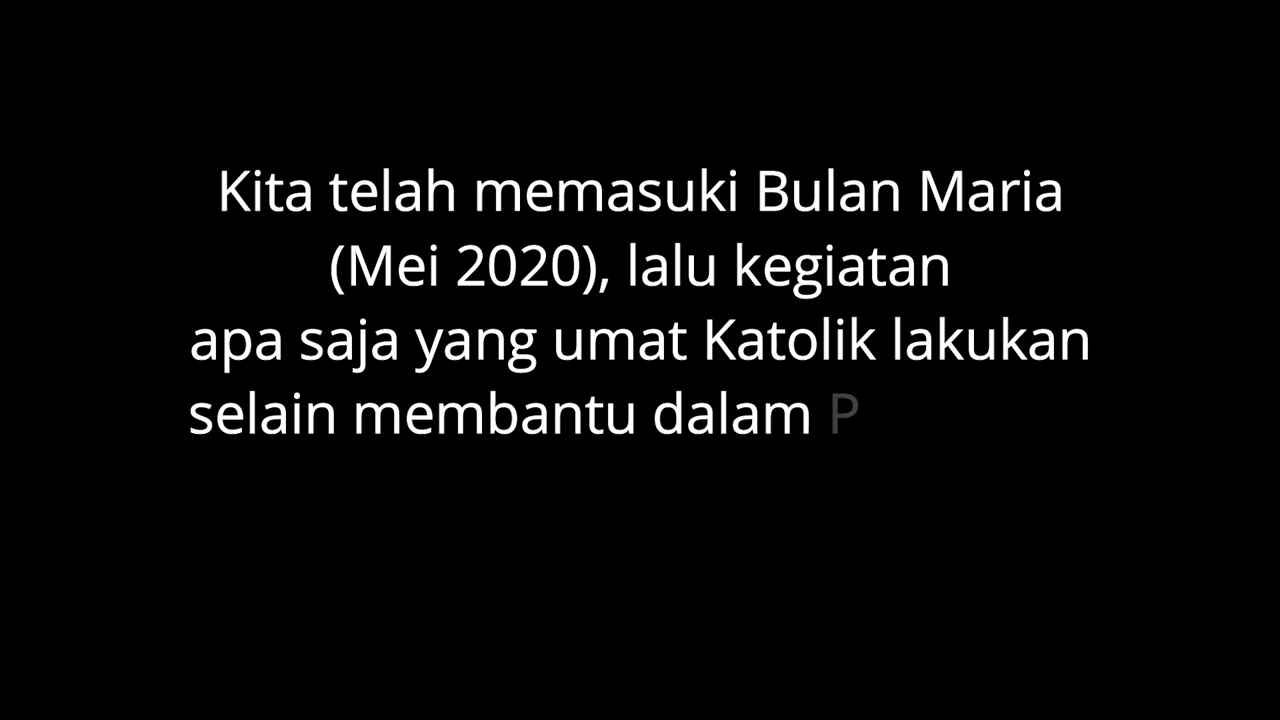 Kita telah memasuki Bulan Maria
(Mei 2020), lalu kegiatan
apa saja yang umat Katolik lakukan
selain membantu dalam P